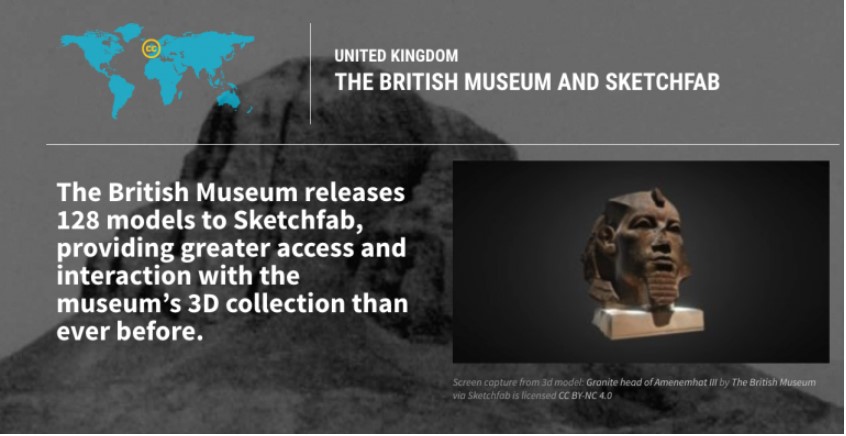 cc
UNITED KINGDOM
THE BRITISH MUSEUM AND SKETCHFAB
The British Museum releases
128 models to Sketchfab,
providing greater access and
interaction with the
museum’s 3D collection than
ever before.
Screen capture from 3d model: Granite head of Amenemhat III by The British Museum
via Sketchfab is licensed CC BY-NC 4.0